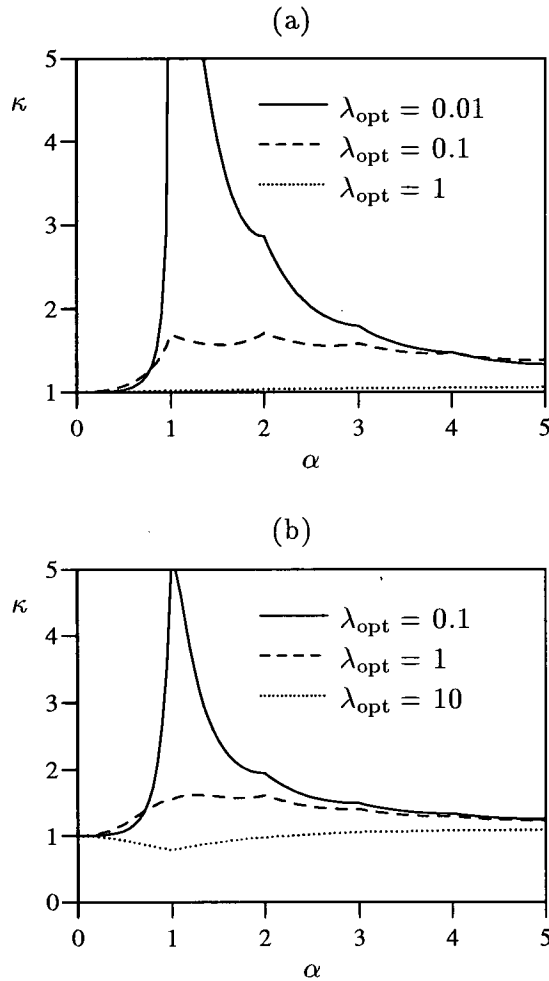 (a)
κ
5
4
3
2
1
λopt = 0.01
λopt = 0.1
λopt = 1
0 1 2 3 4 5
α
(b)
κ
5
4
3
2
1
0
λopt = 0.1
λopt = 1
λopt = 10
0 1 2 3 4 5
α